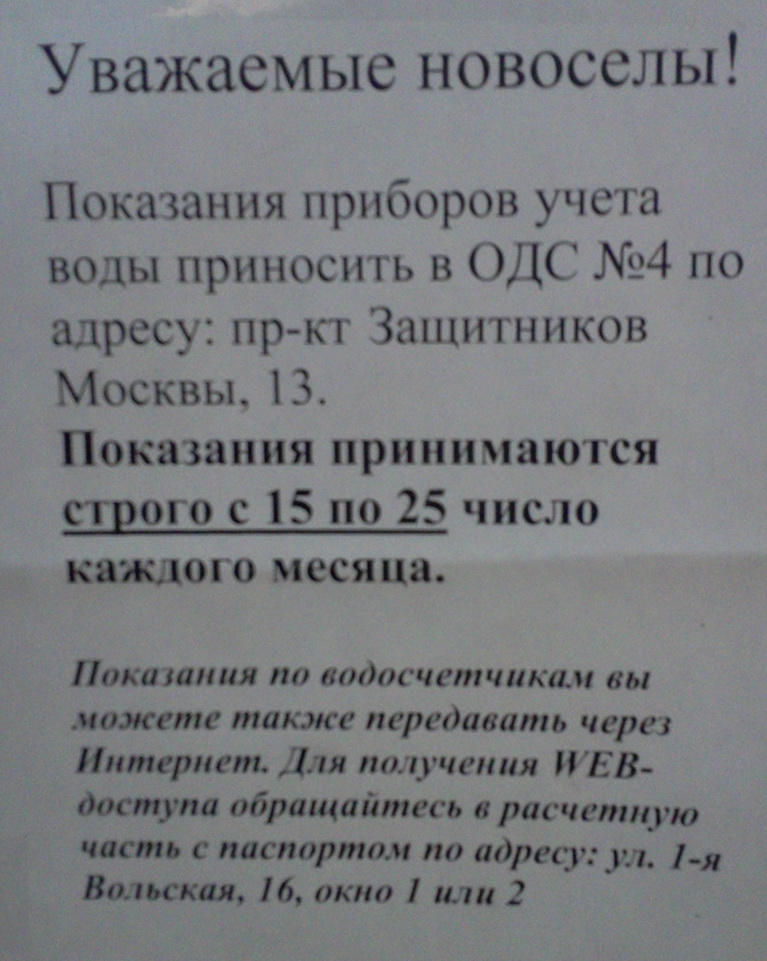 Уважаемые новоселы!
Показания приборов учета
воды приносить в ОДС №4 по
адресу: пр-кт Защитников
Москвы, 13.
Показания принимаются
строго с 15 по 25 число
каждого месяца.
Показания по водосчетчикам вы
можете также передавать через
Интернет. Для получения WEB-
доступа обращайтесь в расчетную
часть с паспортом по адресу: ул. 1-я
Вольская, 16, окно 1 или 2